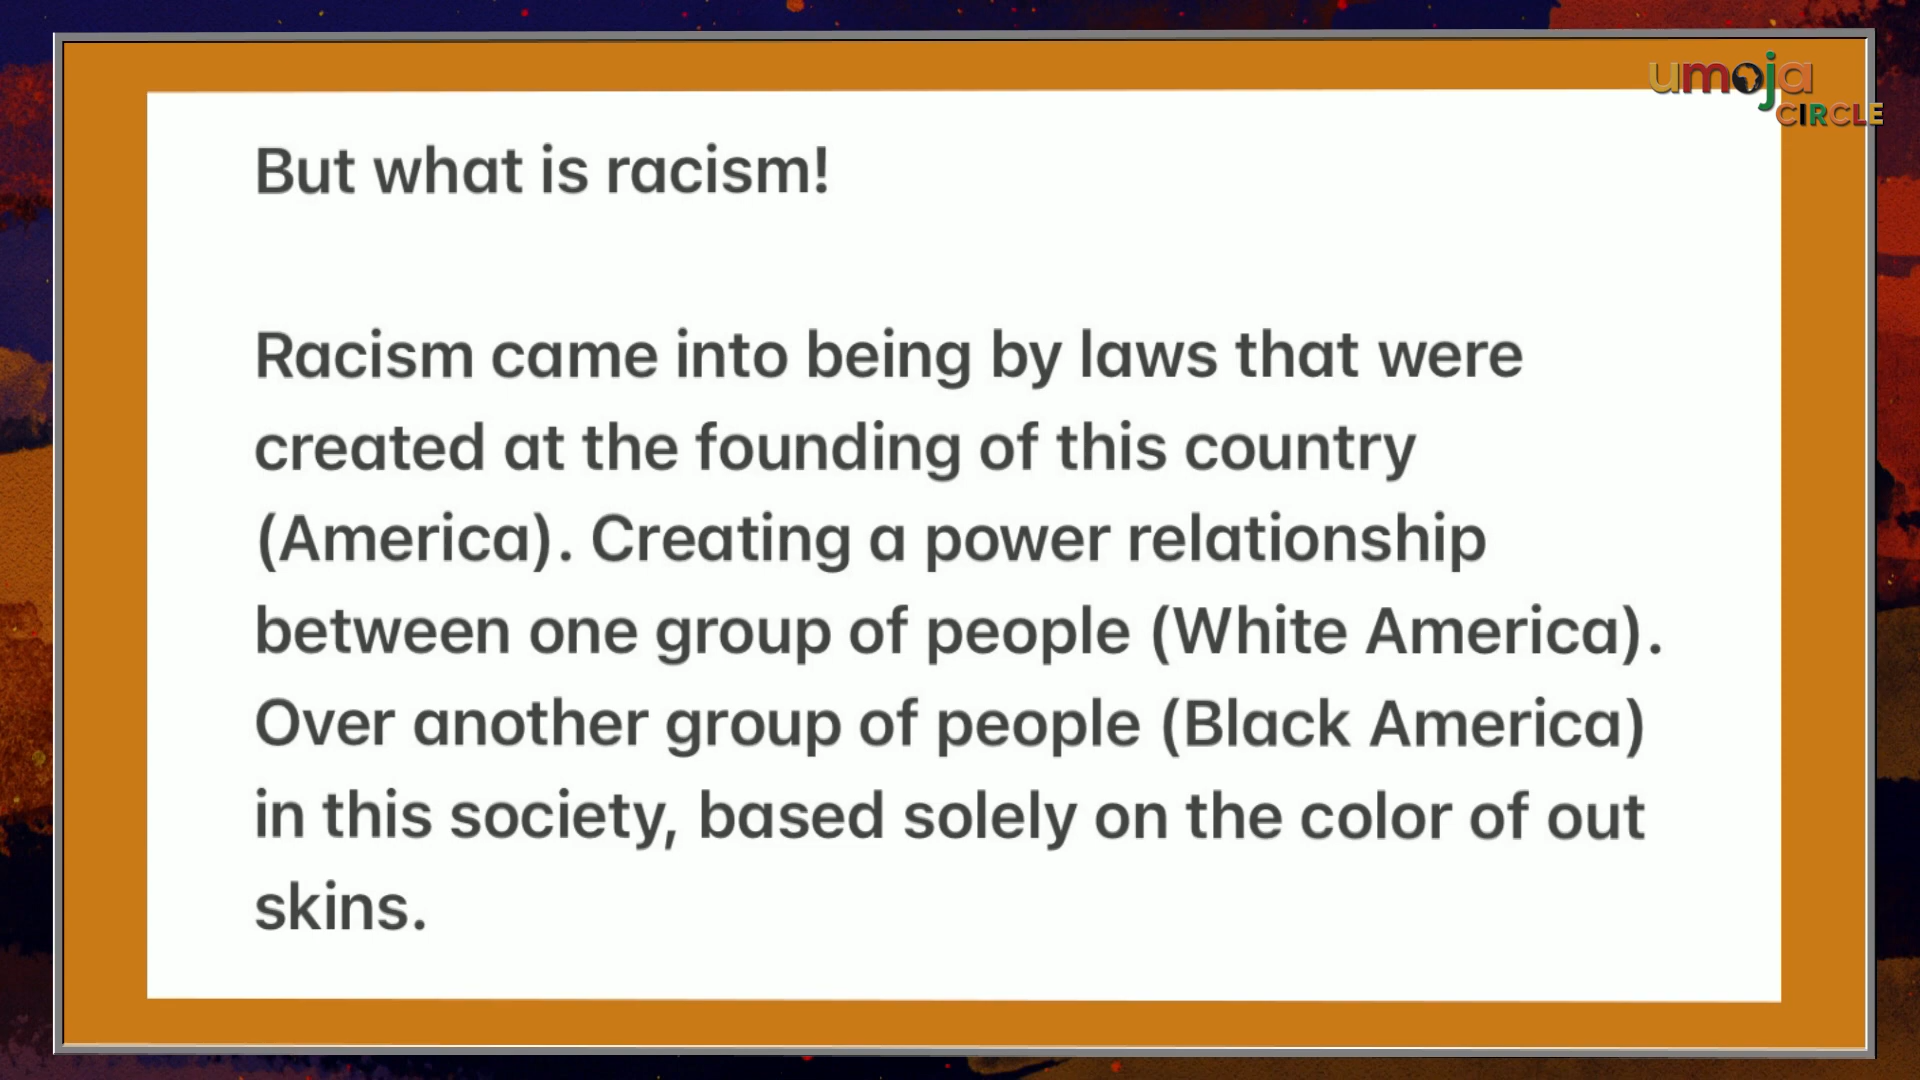 umoja
CIRCLE
But what is racism!
Racism came into being by laws that were
created at the founding of this country
(America). Creating a power relationship
between one group of people (White America).
Over another group of people (Black America)
in this society, based solely on the color of out
skins.